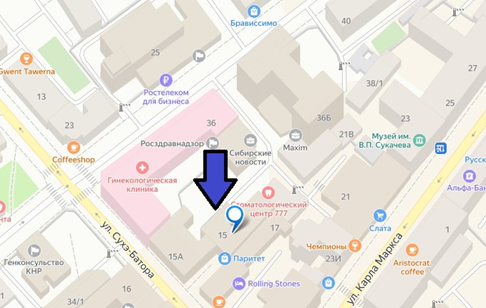 Брависсимо
40
25
Gwent Tawerna
13
Ростелеком
для бизнеса
38/1
23
36
36Б
21В
Музей им.
В.П. Сукачева
Росздравнадзор
Сибирские
новости
Maxim
Coffeeshop
Гинекологическая
клиника
Русск
Альфа-Бан
Стоматологический
центр 777
21
нта
ул. Сухэ-Батора
15
17
Слата
Чемпионы
15А
Паритет
23И
ул. Карла Маркса
Aristocrat
coffee
Генконсульство
КНР
Rolling Stones